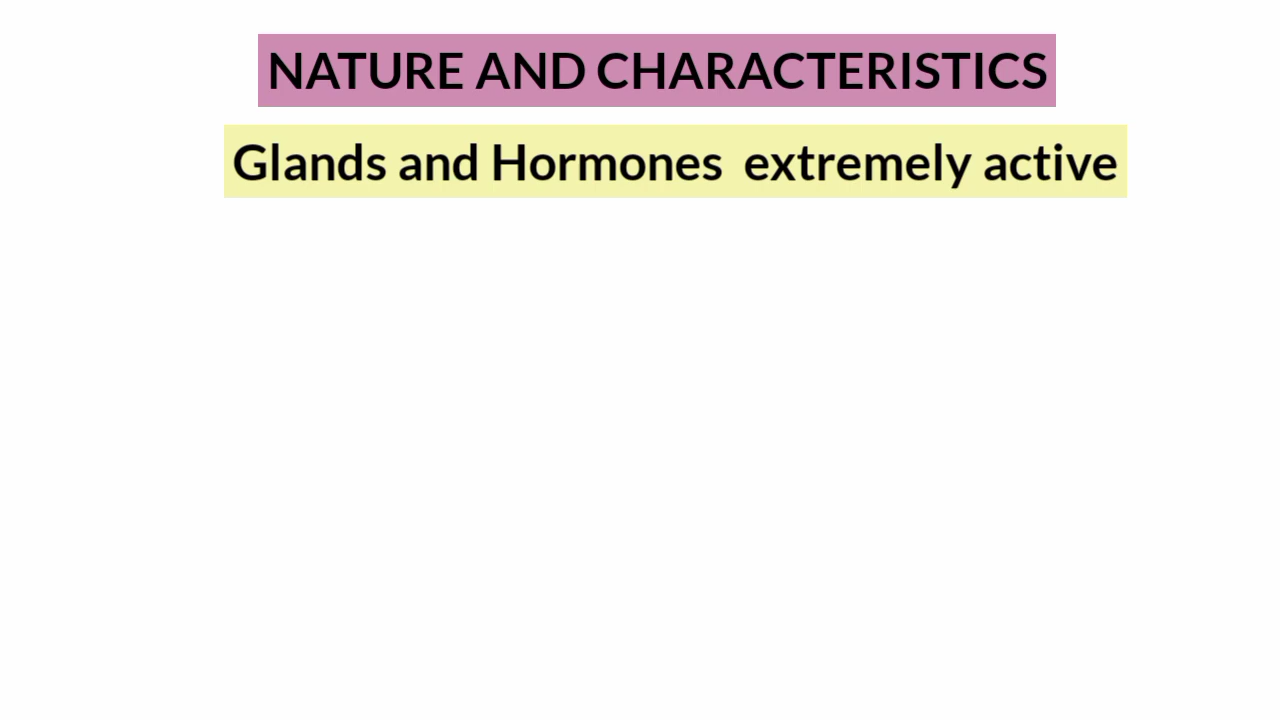 NATURE AND CHARACTERISTICS
Glands and Hormones  extremely active